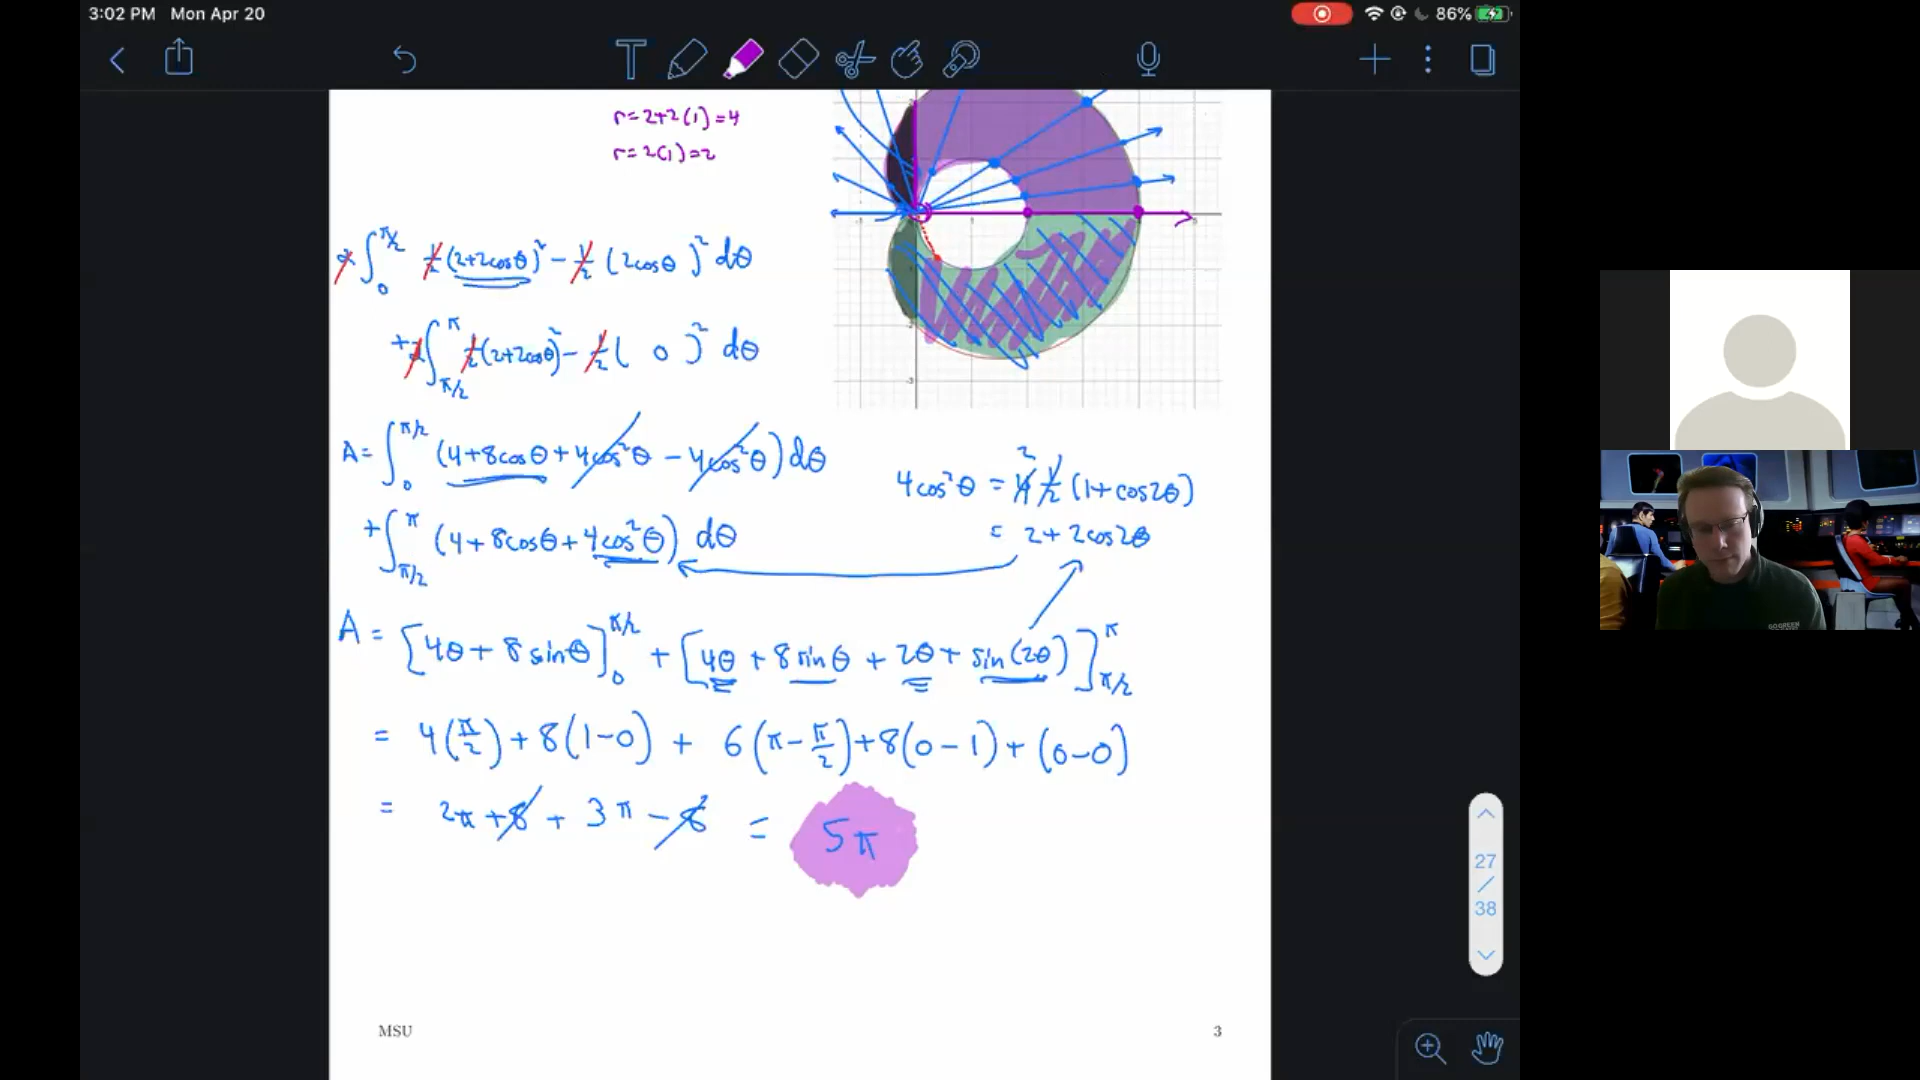 3:02 PM Mon Apr 20 86%
r=2+2(1)=4
r=2(1)=2
2∫₀^{π/2} ½(2+2cosθ)² − ½(2cosθ)² dθ
+2∫_{π/2}^{π} ½(2+2cosθ)² − ½( 0 )² dθ
A= ∫₀^{π/2} (4+8cosθ+4cos²θ − 4cos²θ) dθ
+∫_{π/2}^{π} (4+8cosθ+4cos²θ) dθ
4cos²θ = 4 ½ (1+cos2θ)
2
= 2+2cos2θ
A = [4θ+8sinθ]₀^{π/2} + [4θ+8sinθ+2θ+sin(2θ)]_{π/2}^{π}
= 4(π/2)+8(1−0) + 6(π−π/2)+8(0−1)+(0−0)
= 2π+8+3π−8 = 5π
-3
27
/
38
MSU 3
GO GREEN